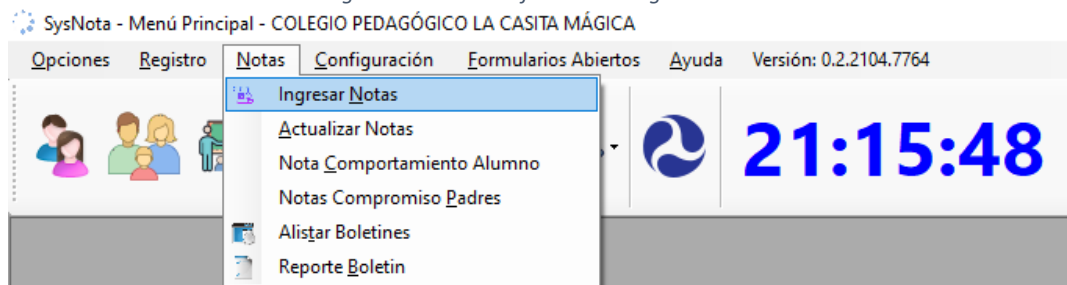 SysNota - Menú Principal - COLEGIO PEDAGÓGICO LA CASITA MÁGICA
Opciones Registro Notas Configuración Formularios Abiertos Ayuda Versión: 0.2.2104.7764
Ingresar Notas
Actualizar Notas
Nota Comportamiento Alumno
Notas Compromiso Padres
Alistar Boletines
Reporte Boletin
21:15:48